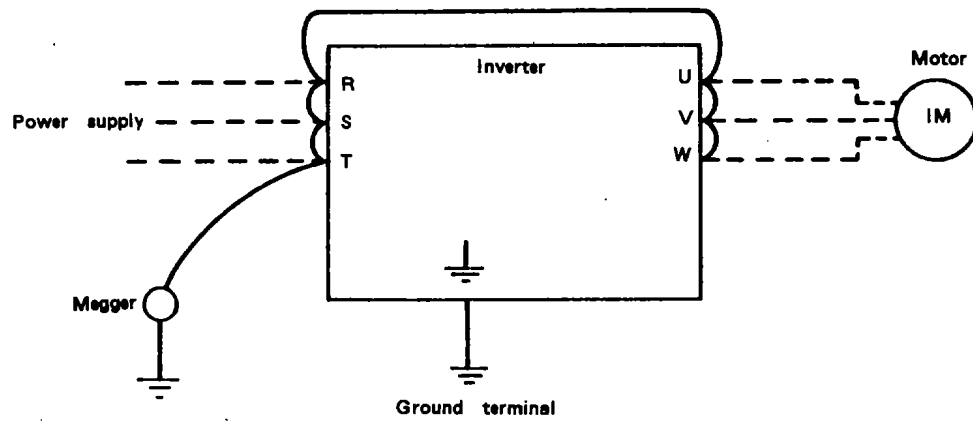 Inverter
Motor
R
U
Power supply
S
V
IM
T
W
Megger
Ground terminal